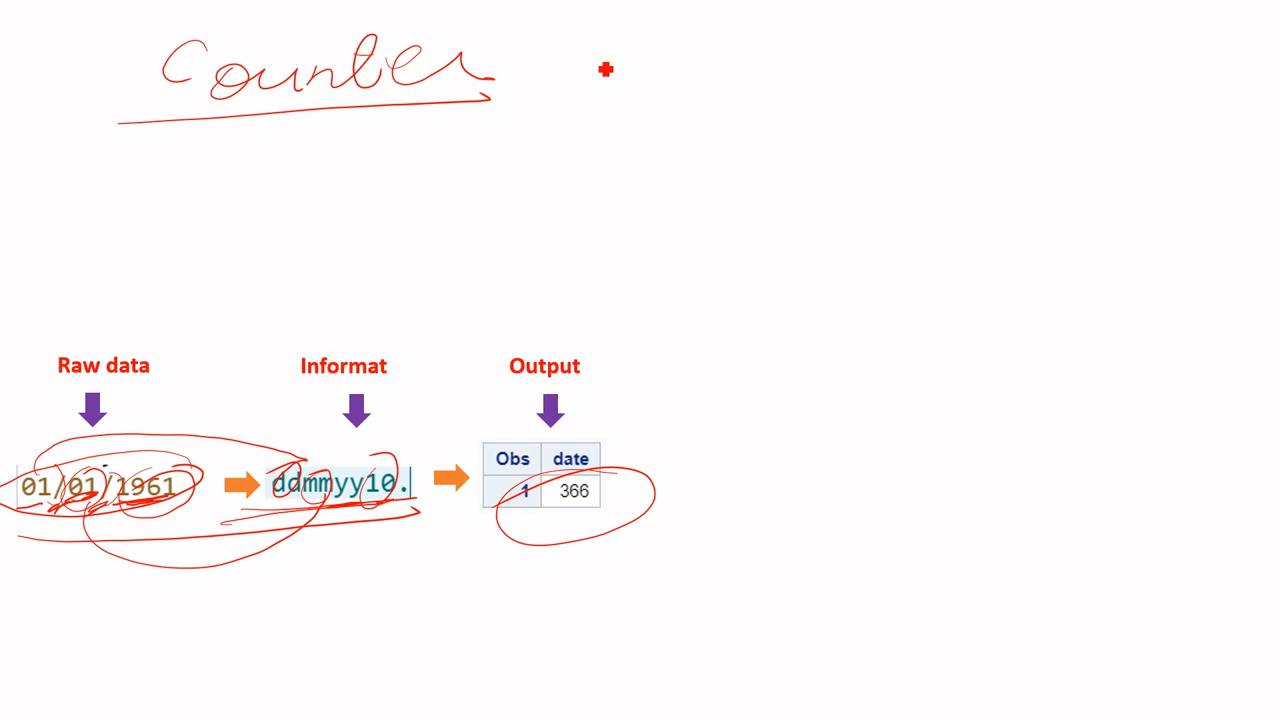 Counter
Raw data Informat Output
01/01/1961 ddmmyy10. Obs date
1 366